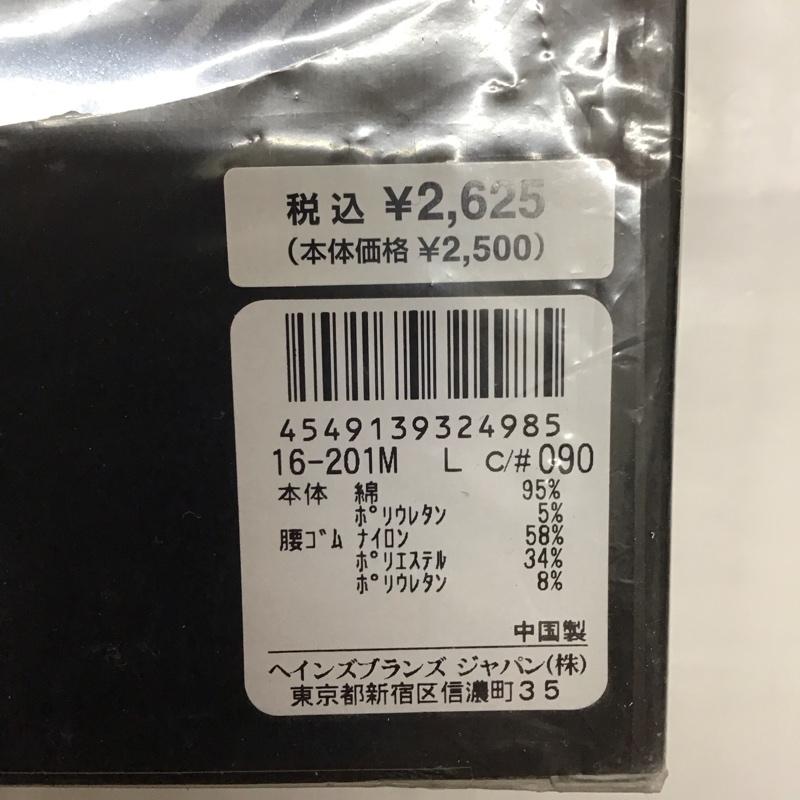 税込 ¥2,625
(本体価格 ¥2,500)
4549139324985
16-201M L C/# 090
本体 綿 95%
ポリウレタン 5%
腰ゴム ナイロン 58%
ポリエステル 34%
ポリウレタン 8%
中国製
ヘインズブランズ ジャパン(株)
東京都新宿区信濃町35